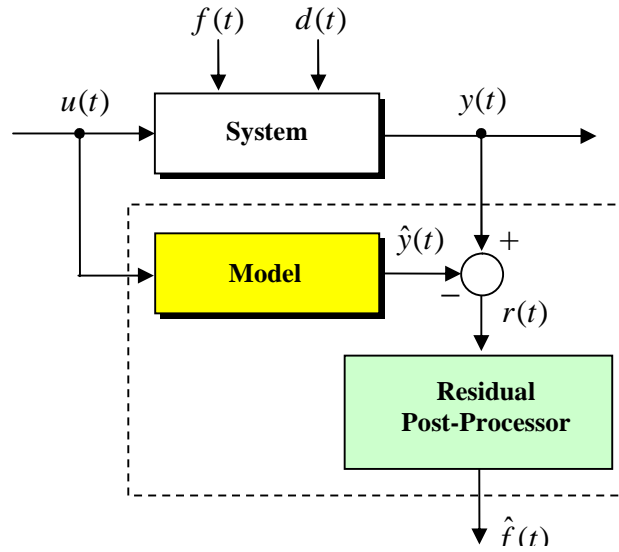 f(t) d(t)
u(t) y(t)
System
ŷ(t)
+
Model
−
r(t)
Residual
Post-Processor
f̂(t)